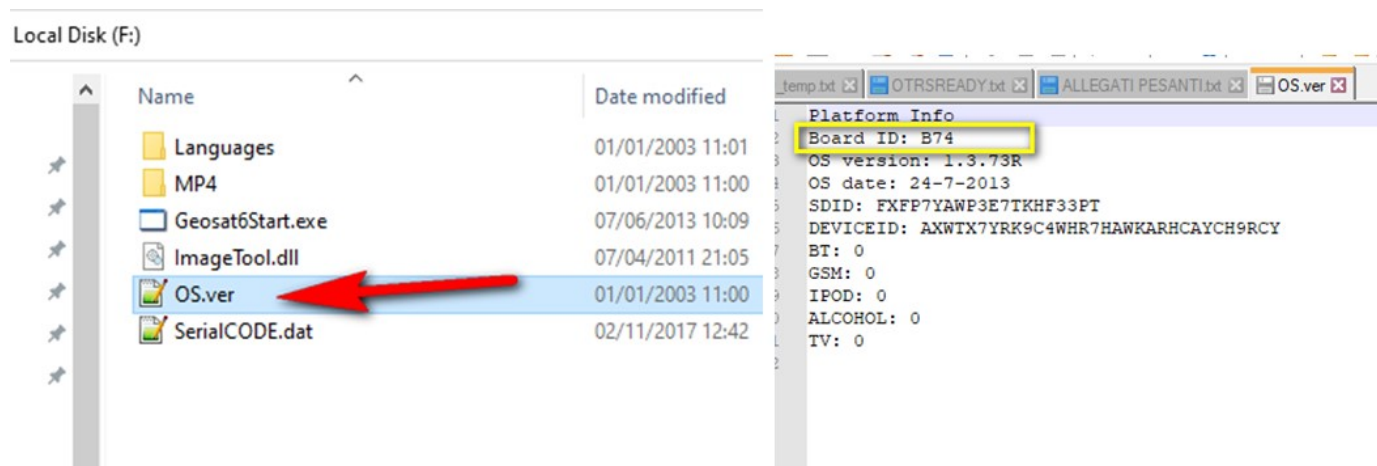 Local Disk (F:)
Name Date modified
Languages 01/01/2003 11:01
MP4 01/01/2003 11:00
Geosat6Start.exe 07/06/2013 10:09
ImageTool.dll 07/04/2011 21:05
OS.ver 01/01/2003 11:00
SerialCODE.dat 02/11/2017 12:42
_temp.txt OTRSREADY.txt ALLEGATI PESANTI.txt OS.ver
Platform Info
Board ID: B74
OS version: 1.3.73R
OS date: 24-7-2013
SDID: FXFP7YAWP3E7TKHF33PT
DEVICEID: AXWTX7YRK9C4WHR7HAWKARHCAYCH9RCY
BT: 0
GSM: 0
IPOD: 0
ALCOHOL: 0
TV: 0